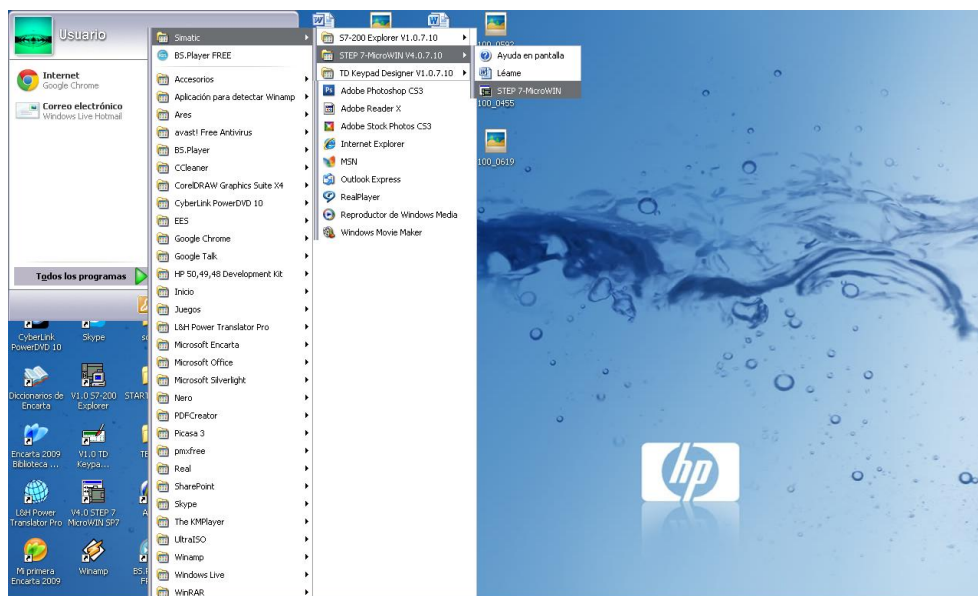 Usuario
Internet
Google Chrome
Correo electrónico
Windows Live Hotmail
Todos los programas
Simatic
BS.Player FREE
Accesorios
Aplicación para detectar Winamp
Ares
avast! Free Antivirus
BS.Player
CCleaner
CorelDRAW Graphics Suite X4
CyberLink PowerDVD 10
EES
Google Chrome
Google Talk
HP 50,49,48 Development Kit
Inicio
Juegos
L&H Power Translator Pro
Microsoft Encarta
Microsoft Office
Microsoft Silverlight
Nero
PDFCreator
Picasa 3
pmxfree
Real
SharePoint
Skype
The KMPlayer
UltraISO
Winamp
Windows Live
WinRAR
S7-200 Explorer V1.0.7.10
STEP 7-MicroWIN V4.0.7.10
TD Keypad Designer V1.0.7.10
Adobe Photoshop CS3
Adobe Reader X
Adobe Stock Photos CS3
Internet Explorer
MSN
Outlook Express
RealPlayer
Reproductor de Windows Media
Windows Movie Maker
Ayuda en pantalla
Léame
STEP 7-MicroWIN
100_0455
100_0619
CyberLink
PowerDVD 10
Skype
Diccionarios de
Encarta
V1.0 S7-200
Explorer
START
Encarta 2009
Biblioteca ...
V1.0 TD
Keypa...
L&H Power
Translator Pro
V4.0 STEP 7
MicroWIN SP7
Mi primera
Encarta 2009
Winamp
hp